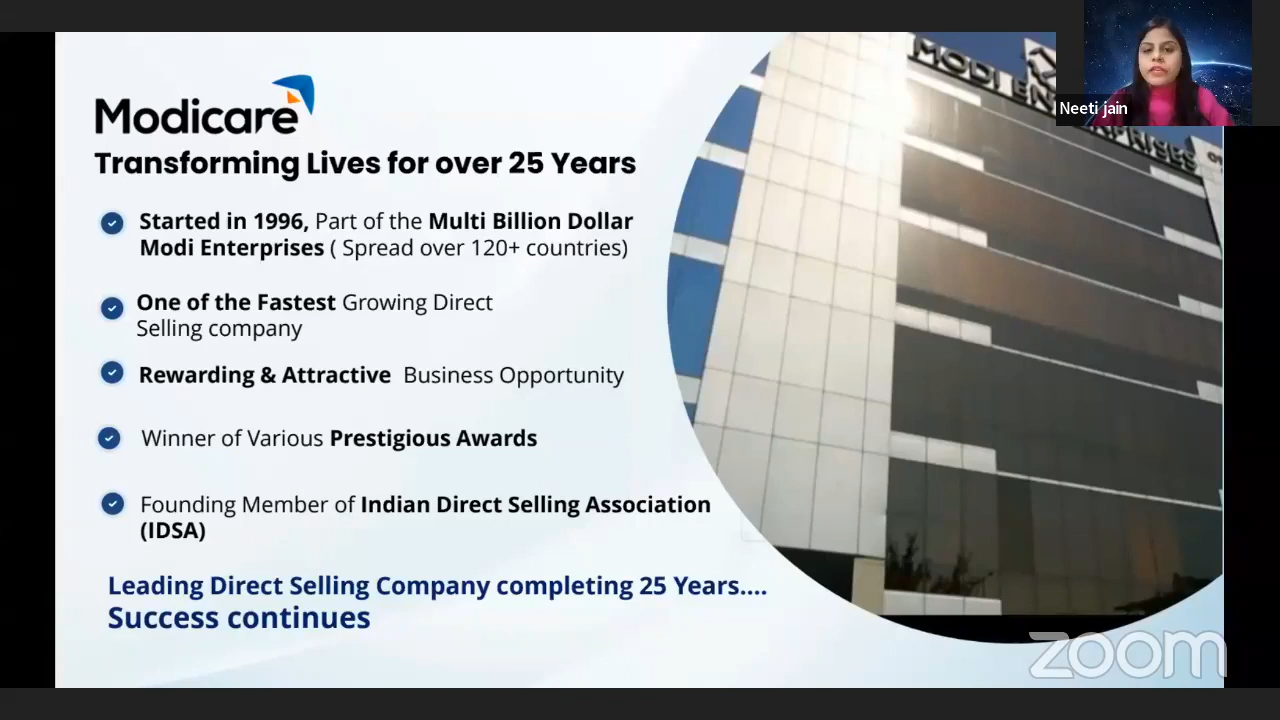 Modicare
Transforming Lives for over 25 Years
Started in 1996, Part of the Multi Billion Dollar
Modi Enterprises ( Spread over 120+ countries)
One of the Fastest Growing Direct
Selling company
Rewarding & Attractive Business Opportunity
Winner of Various Prestigious Awards
Founding Member of Indian Direct Selling Association
(IDSA)
Leading Direct Selling Company completing 25 Years....
Success continues
MODI EN
RPRISES
Neeti jain
zoom